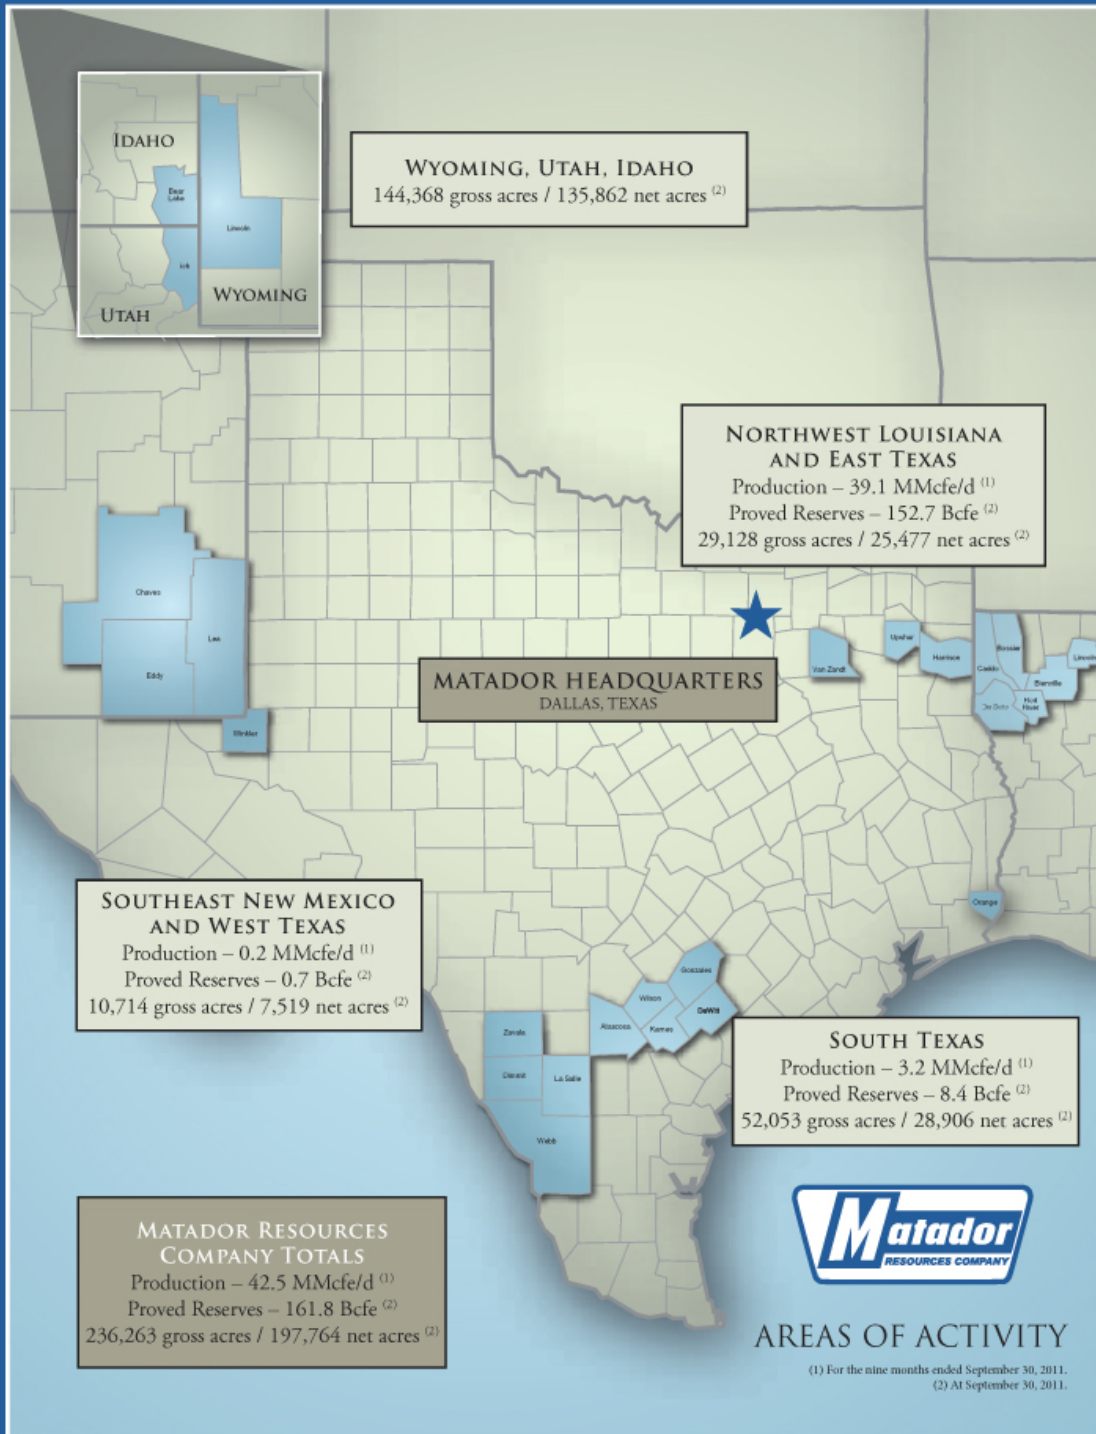 IDAHO
Bear
Lake
Lincoln
Rich
WYOMING
UTAH
WYOMING, UTAH, IDAHO
144,368 gross acres / 135,862 net acres (2)
NORTHWEST LOUISIANA
AND EAST TEXAS
Production – 39.1 MMcfe/d (1)
Proved Reserves – 152.7 Bcfe (2)
29,128 gross acres / 25,477 net acres (2)
Chaves
Lea
Eddy
Winkler
MATADOR HEADQUARTERS
DALLAS, TEXAS
Van Zandt
Upshur
Harrison
Caddo
Bossier
Lincoln
Bienville
De Soto
Red
River
Orange
SOUTHEAST NEW MEXICO
AND WEST TEXAS
Production – 0.2 MMcfe/d (1)
Proved Reserves – 0.7 Bcfe (2)
10,714 gross acres / 7,519 net acres (2)
Gonzales
Wilson
DeWitt
Atascosa
Karnes
Zavala
Dimmit
La Salle
Webb
SOUTH TEXAS
Production – 3.2 MMcfe/d (1)
Proved Reserves – 8.4 Bcfe (2)
52,053 gross acres / 28,906 net acres (2)
MATADOR RESOURCES
COMPANY TOTALS
Production – 42.5 MMcfe/d (1)
Proved Reserves – 161.8 Bcfe (2)
236,263 gross acres / 197,764 net acres (2)
Matador
RESOURCES COMPANY
AREAS OF ACTIVITY
(1) For the nine months ended September 30, 2011.
(2) At September 30, 2011.